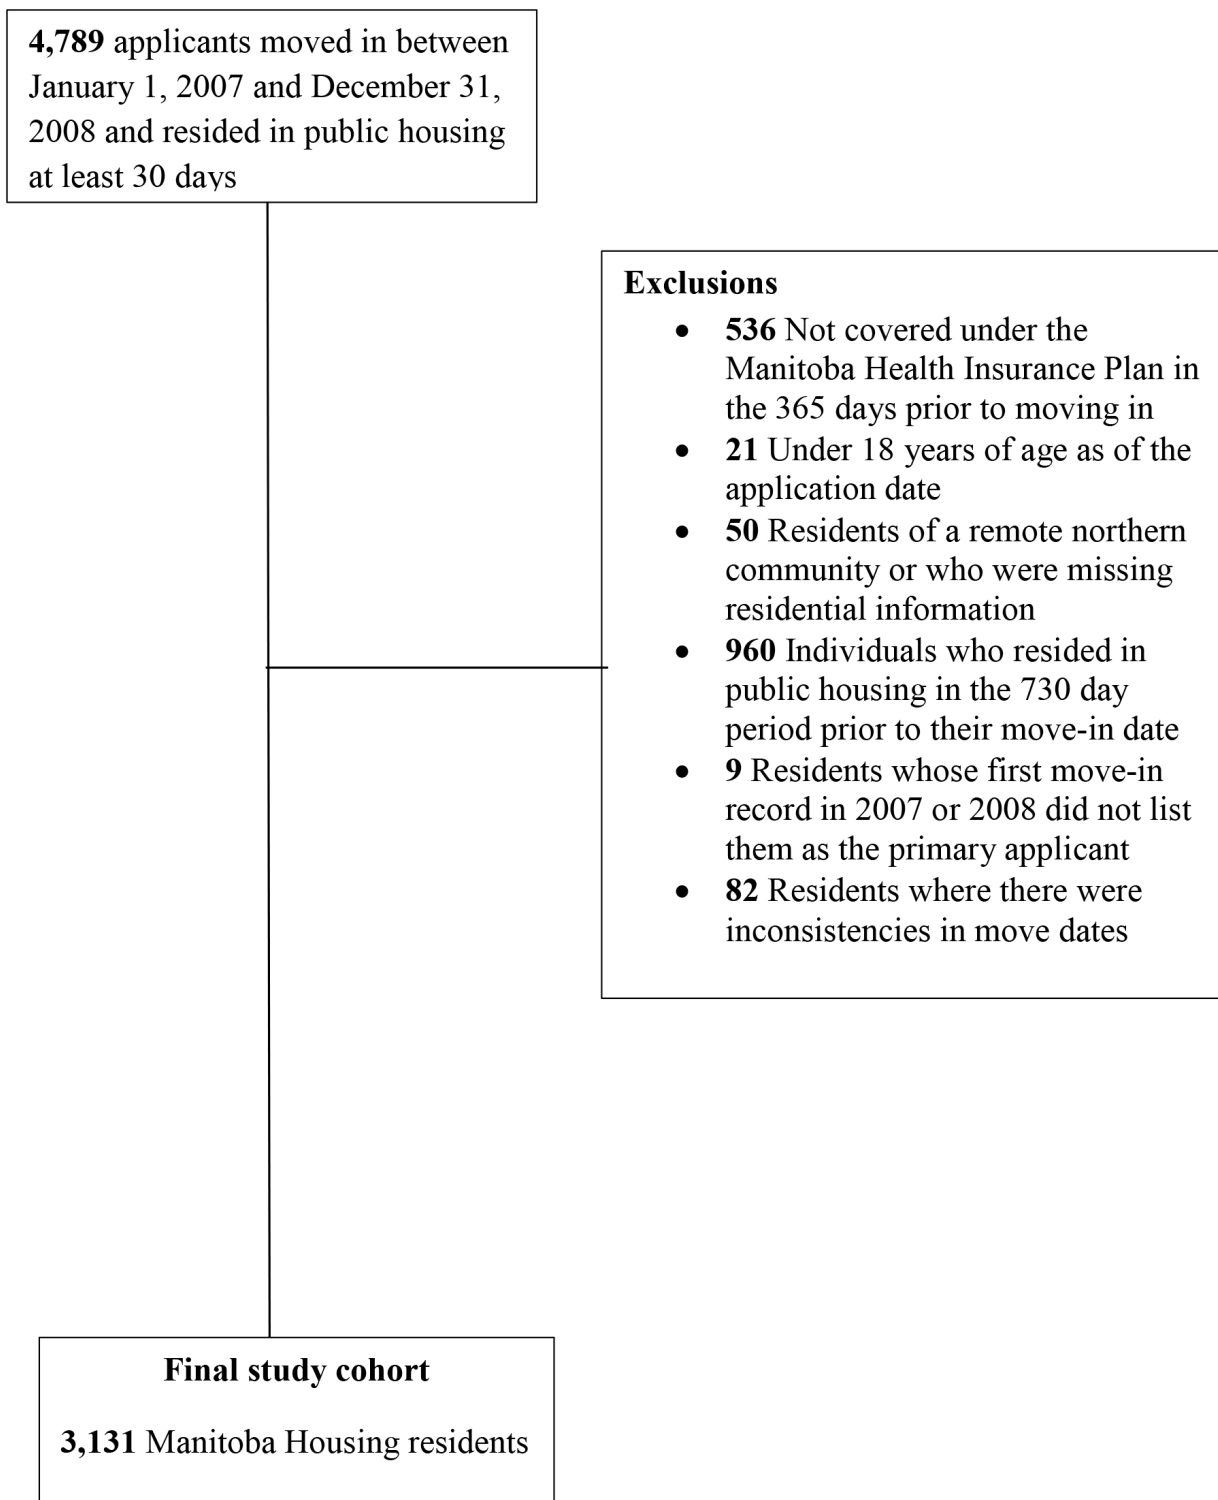 4,789 applicants moved in between
January 1, 2007 and December 31,
2008 and resided in public housing
at least 30 days
Exclusions
• 536 Not covered under the
Manitoba Health Insurance Plan in
the 365 days prior to moving in
• 21 Under 18 years of age as of the
application date
• 50 Residents of a remote northern
community or who were missing
residential information
• 960 Individuals who resided in
public housing in the 730 day
period prior to their move-in date
• 9 Residents whose first move-in
record in 2007 or 2008 did not list
them as the primary applicant
• 82 Residents where there were
inconsistencies in move dates
Final study cohort
3,131 Manitoba Housing residents